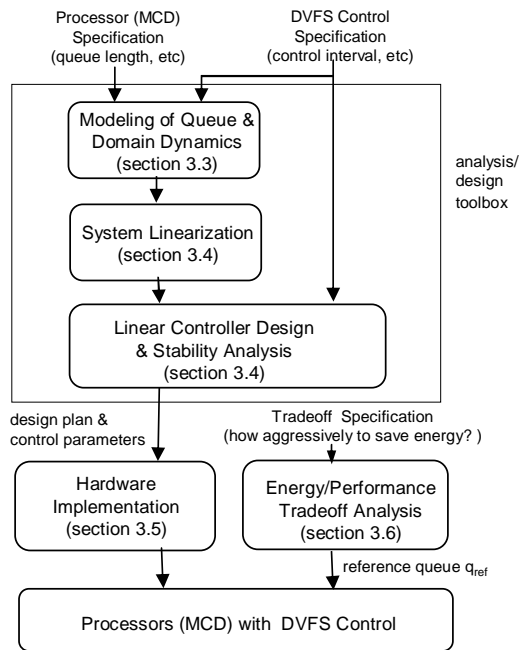 Processor (MCD)
Specification
(queue length, etc)
DVFS Control
Specification
(control interval, etc)
Modeling of Queue &
Domain Dynamics
(section 3.3)
analysis/
design
toolbox
System Linearization
(section 3.4)
Linear Controller Design
& Stability Analysis
(section 3.4)
design plan &
control parameters
Tradeoff Specification
(how aggressively to save energy? )
Hardware
Implementation
(section 3.5)
Energy/Performance
Tradeoff Analysis
(section 3.6)
reference queue qref
Processors (MCD) with DVFS Control